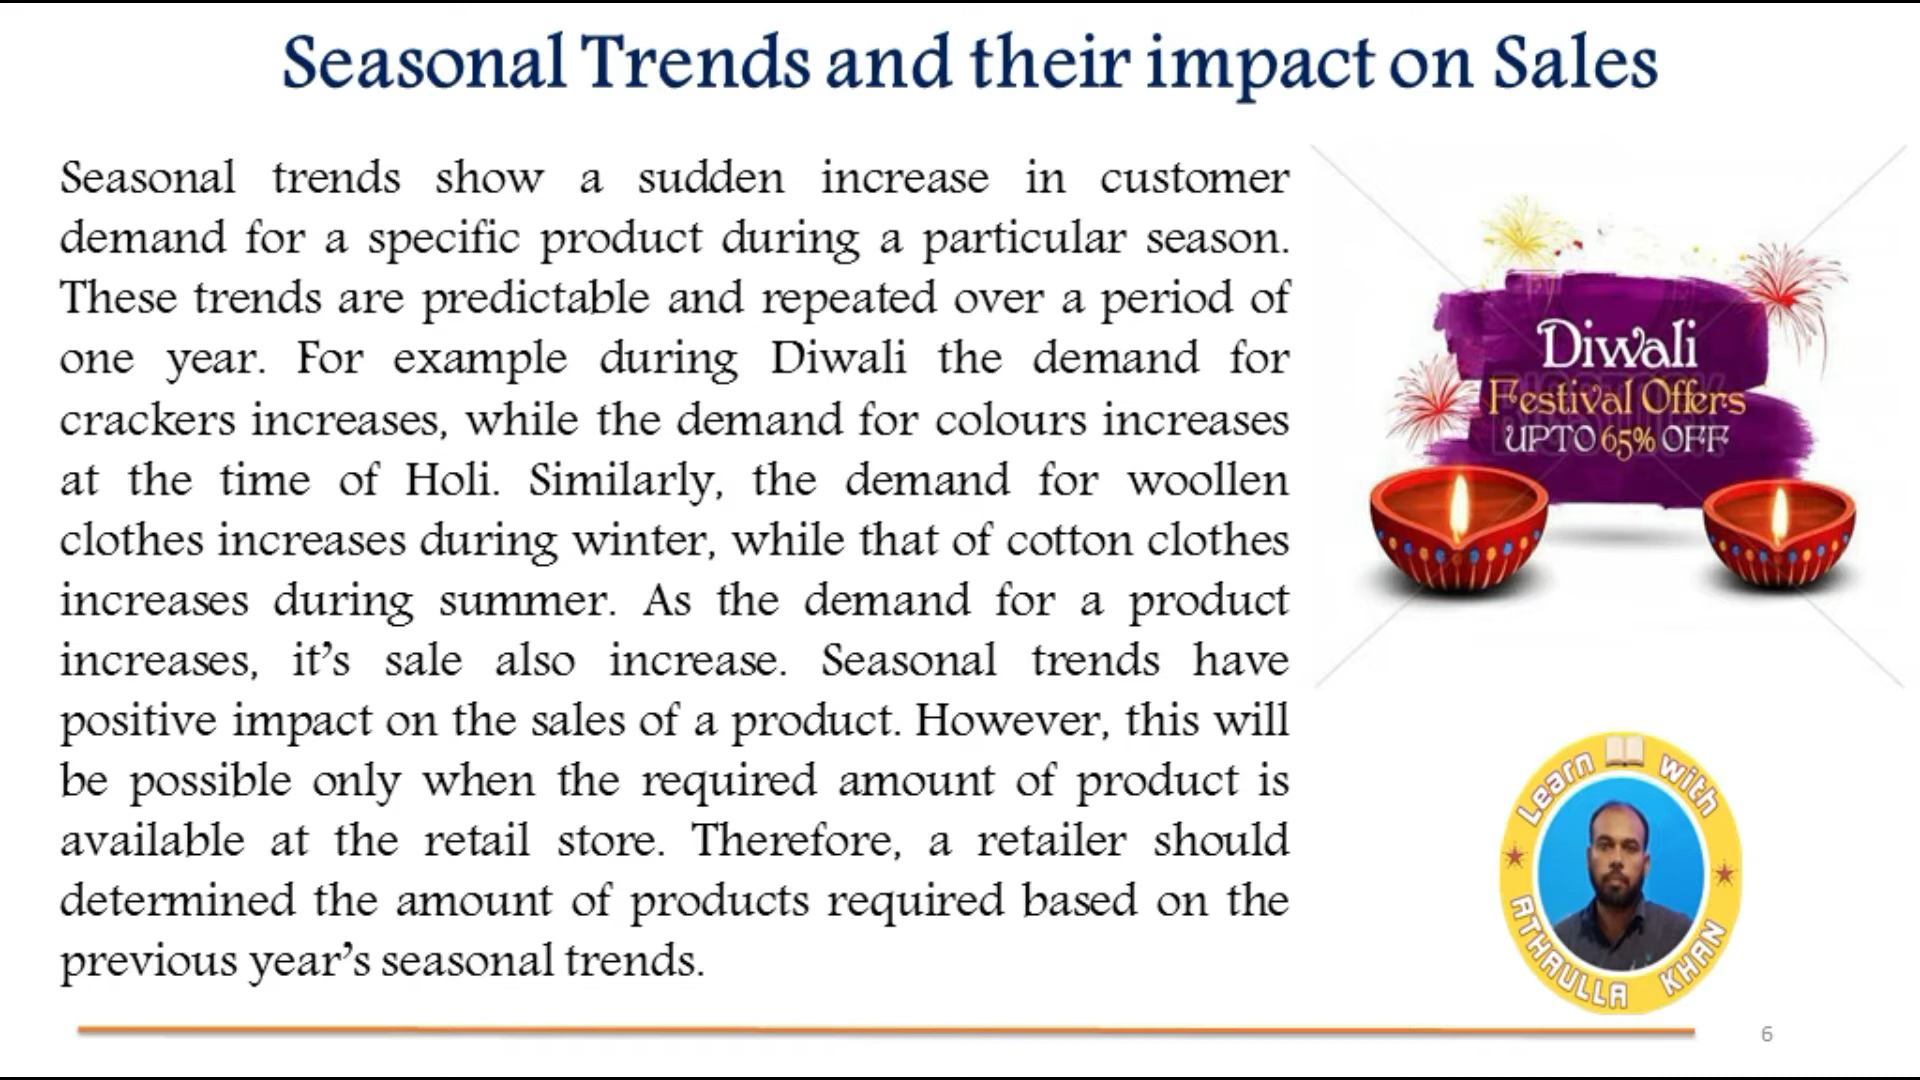 Seasonal Trends and their impact on Sales
Seasonal trends show a sudden increase in customer
demand for a specific product during a particular season.
These trends are predictable and repeated over a period of
one year. For example during Diwali the demand for
crackers increases, while the demand for colours increases
at the time of Holi. Similarly, the demand for woollen
clothes increases during winter, while that of cotton clothes
increases during summer. As the demand for a product
increases, it’s sale also increase. Seasonal trends have
positive impact on the sales of a product. However, this will
be possible only when the required amount of product is
available at the retail store. Therefore, a retailer should
determined the amount of products required based on the
previous year’s seasonal trends.
Diwali
Festival Offers
UPTO 65% OFF
Learn with
ATHAULLA KHAN
6